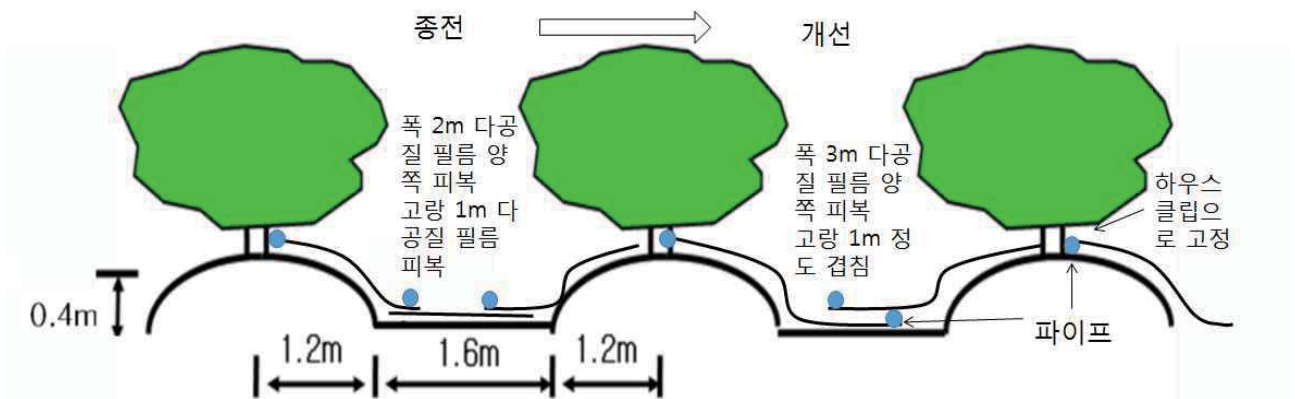 종전
개선
폭 2m 다공
질 필름 양
쪽 피복
고랑 1m 다
공질 필름
피복
폭 3m 다공
질 필름 양
쪽 피복
고랑 1m 정
도 겹침
하우스
클립으
로 고정
0.4m
파이프
1.2m
1.6m
1.2m